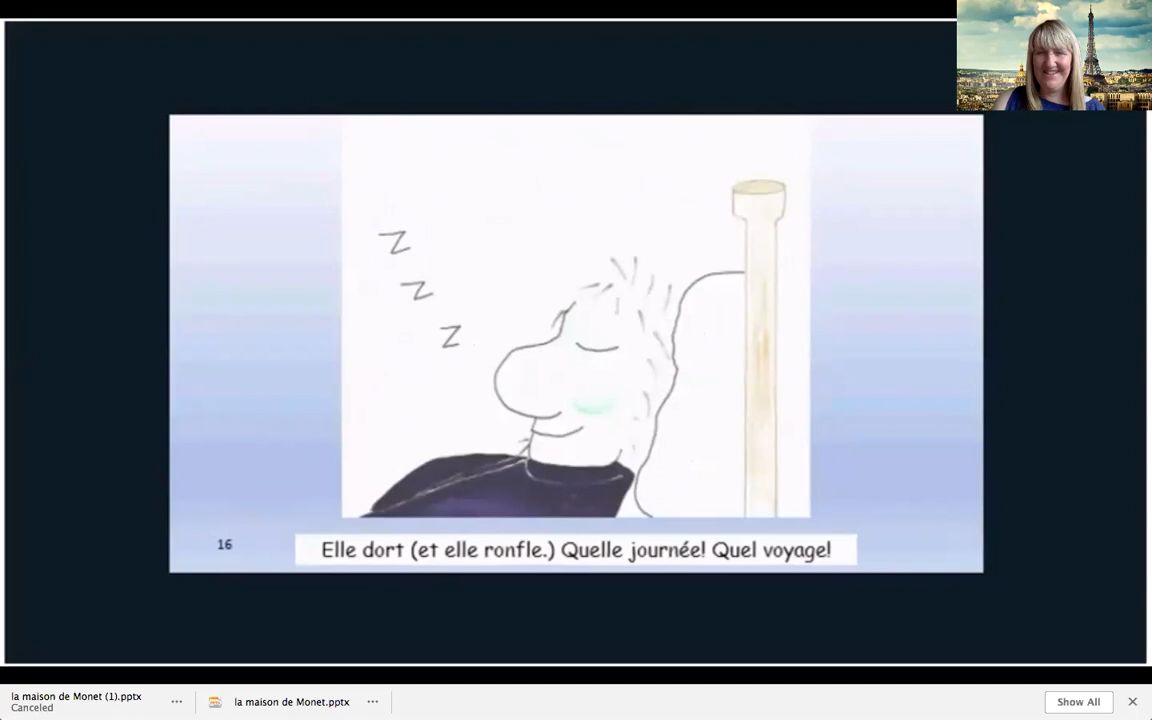 Z
Z
Z
16
Elle dort (et elle ronfle.) Quelle journée! Quel voyage!
la maison de Monet (1).pptx
Canceled
la maison de Monet.pptx
Show All